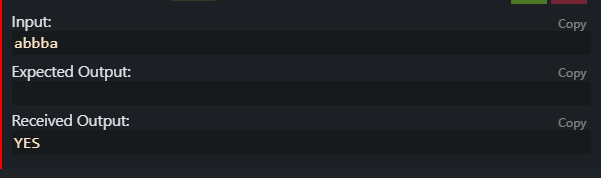 Input:
Copy
abbba
Expected Output:
Copy
Received Output:
Copy
YES